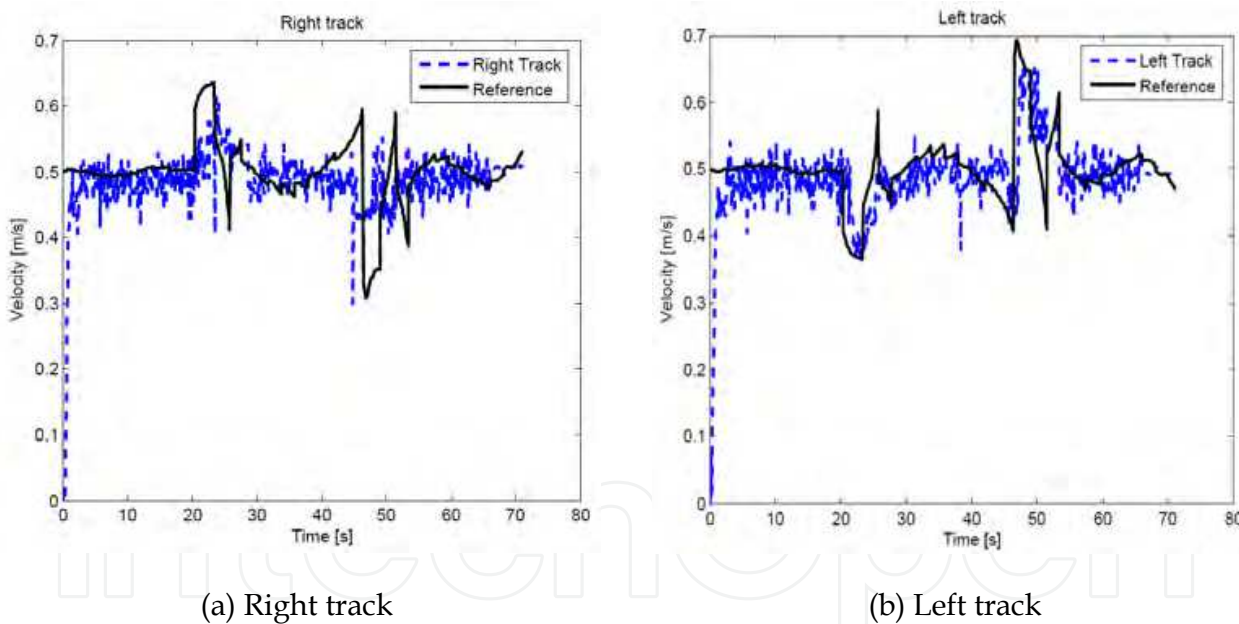 Right track
0.7
0.6
0.5
0.4
0.3
0.2
0.1
0
Velocity [m/s]
Right Track
Reference
0 10 20 30 40 50 60 70 80
Time [s]
(a) Right track
Left track
0.7
0.6
0.5
0.4
0.3
0.2
0.1
0
Velocity [m/s]
Left Track
Reference
0 10 20 30 40 50 60 70 80
Time [s]
(b) Left track
intechopen